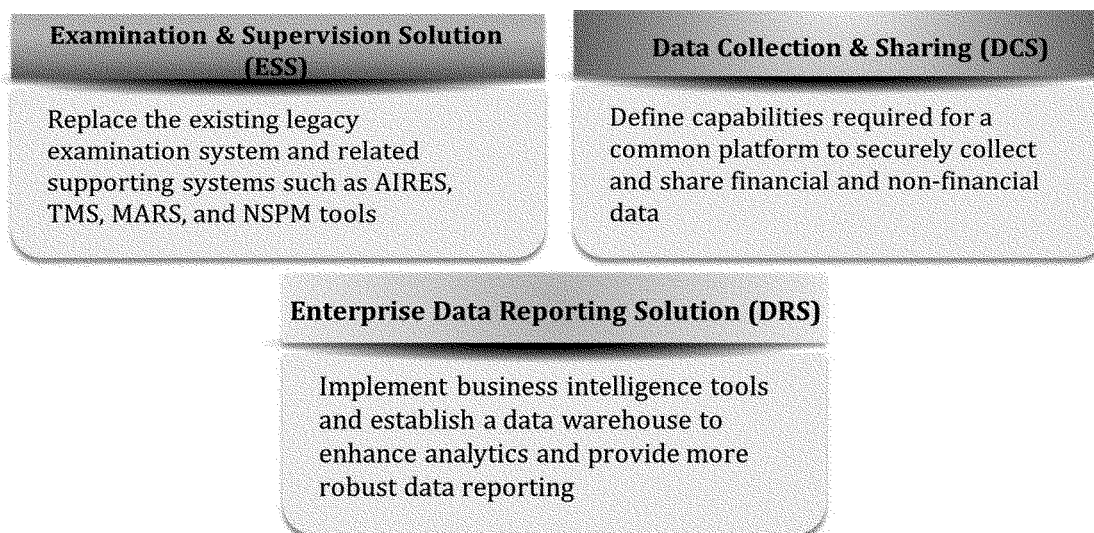 Examination & Supervision Solution
(ESS)
Replace the existing legacy
examination system and related
supporting systems such as AIRES,
TMS, MARS, and NSPM tools
Data Collection & Sharing (DCS)
Define capabilities required for a
common platform to securely collect
and share financial and non-financial
data
Enterprise Data Reporting Solution (DRS)
Implement business intelligence tools
and establish a data warehouse to
enhance analytics and provide more
robust data reporting